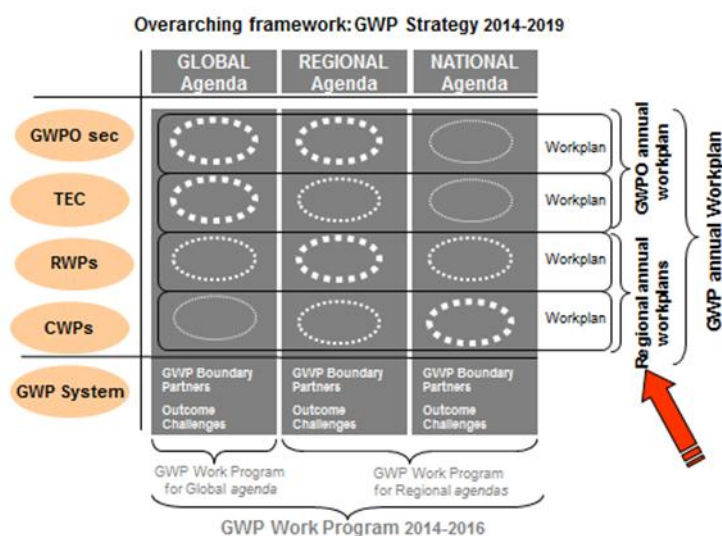 Overarching framework: GWP Strategy 2014-2019
GLOBAL
Agenda
REGIONAL
Agenda
NATIONAL
Agenda
GWPO sec
Workplan
TEC
Workplan
RWPs
Workplan
CWPs
Workplan
GWPO annual
workplan
Regional annual
workplans
GWP annual Workplan
GWP System
GWP Boundary
Partners
Outcome
Challenges
GWP Boundary
Partners
Outcome
Challenges
GWP Boundary
Partners
Outcome
Challenges
GWP Work Program
for Global agenda
GWP Work Program
for Regional agendas
GWP Work Program 2014-2016